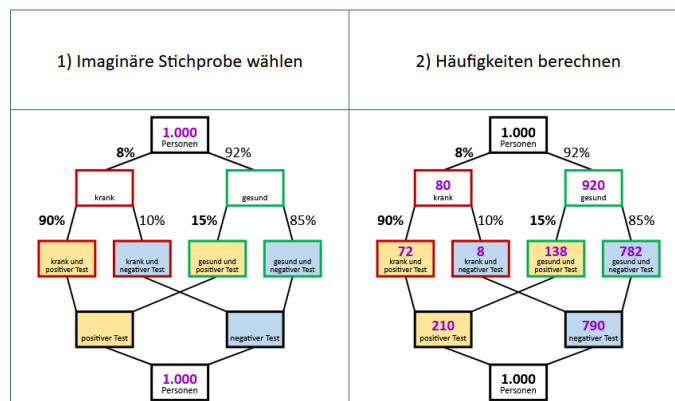 1) Imaginäre Stichprobe wählen
1.000
Personen
8%
92%
krank
gesund
90%
10%
15%
85%
krank und
positiver Test
krank und
negativer Test
gesund und
positiver Test
gesund und
negativer Test
positiver Test
negativer Test
1.000
Personen
2) Häufigkeiten berechnen
1.000
Personen
8%
92%
80
krank
920
gesund
90%
10%
15%
85%
72
krank und
positiver Test
8
krank und
negativer Test
138
gesund und
positiver Test
782
gesund und
negativer Test
210
positiver Test
790
negativer Test
1.000
Personen